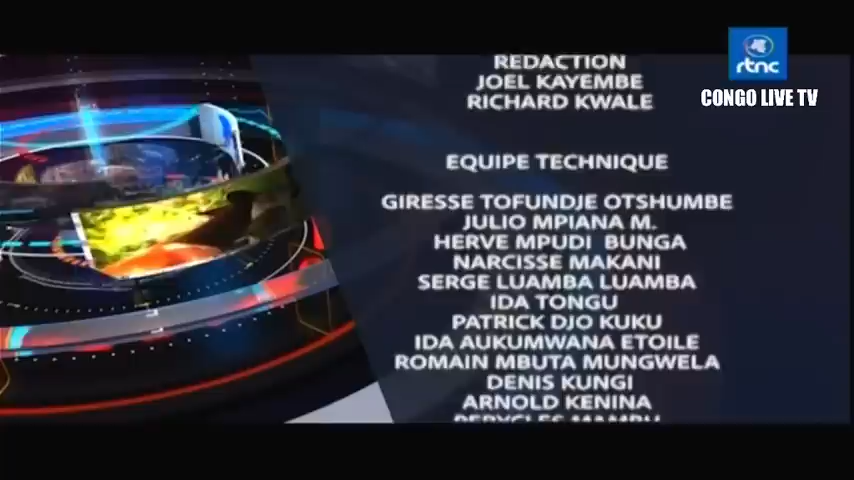 rtnc
CONGO LIVE TV
REDACTION
JOEL KAYEMBE
RICHARD KWALE
EQUIPE TECHNIQUE
GIRESSE TOFUNDJE OTSHUMBE
JULIO MPIANA M.
HERVE MPUDI BUNGA
NARCISSE MAKANI
SERGE LUAMBA LUAMBA
IDA TONGU
PATRICK DJO KUKU
IDA AUKUMWANA ETOILE
ROMAIN MBUTA MUNGWELA
DENIS KUNGI
ARNOLD KENINA